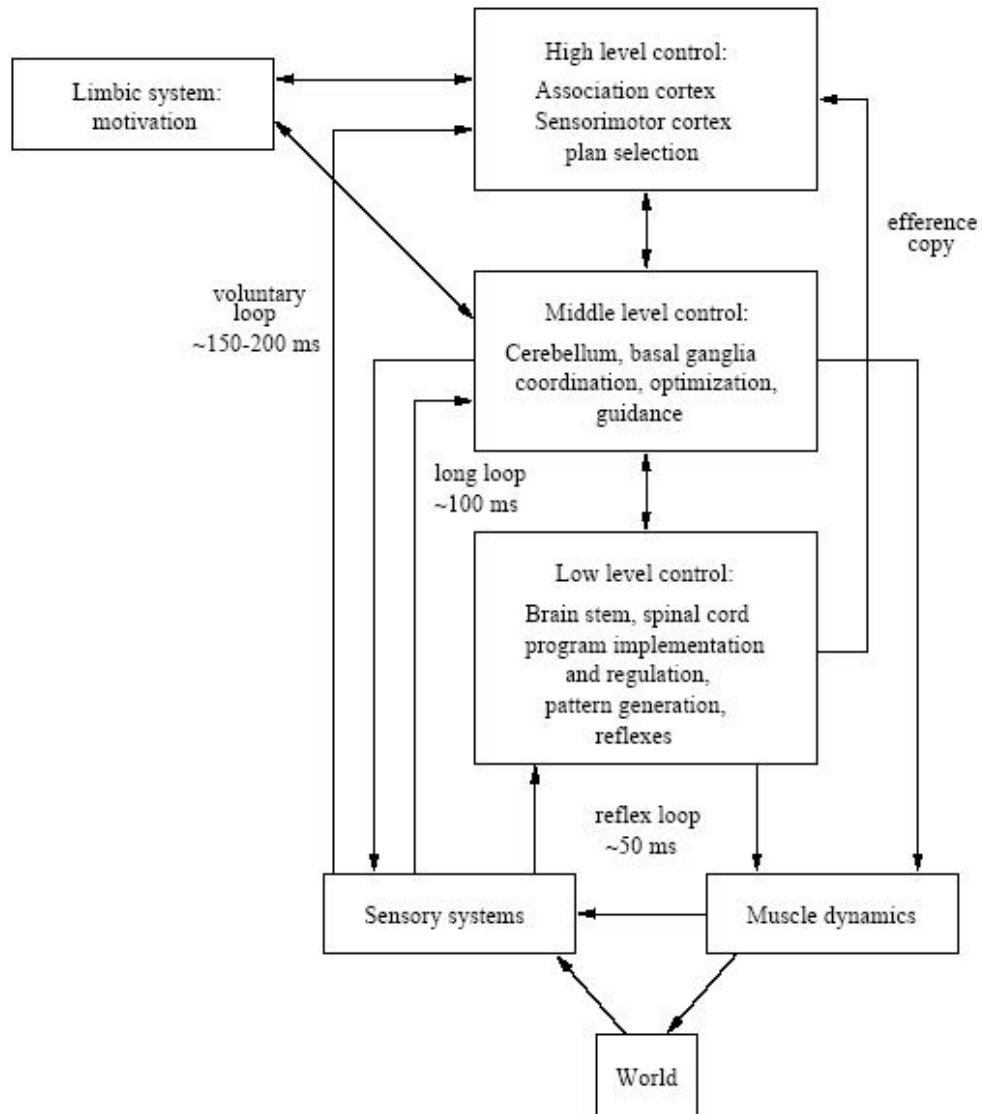 High level control:
Association cortex
Sensorimotor cortex
plan selection
Limbic system:
motivation
efference
copy
voluntary
loop
~150-200 ms
Middle level control:
Cerebellum, basal ganglia
coordination, optimization,
guidance
long loop
~100 ms
Low level control:
Brain stem, spinal cord
program implementation
and regulation,
pattern generation,
reflexes
reflex loop
~50 ms
Sensory systems
Muscle dynamics
World